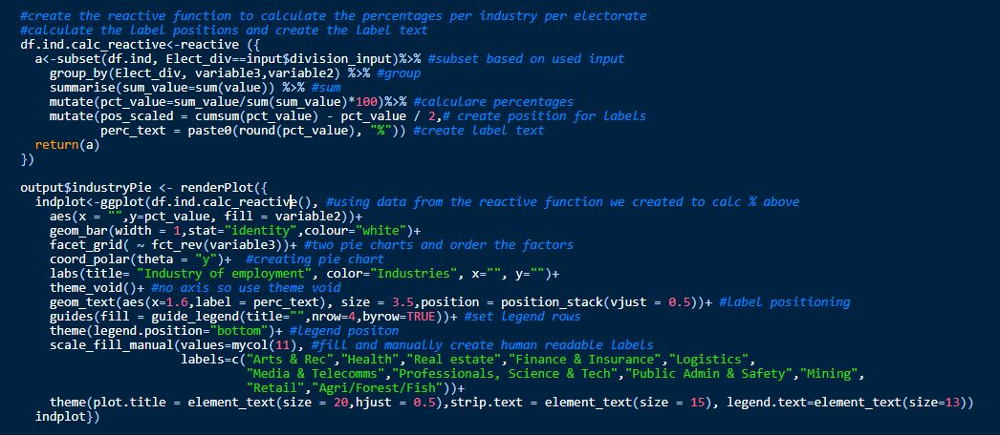 #create the reactive function to calculate the percentages per industry per electorate
#calculate the label positions and create the label text
df.ind.calc_reactive<-reactive ({
  a<-subset(df.ind, Elect_div==input$division_input)%>% #subset based on used input
    group_by(Elect_div, variable3,variable2) %>% #group
    summarise(sum_value=sum(value)) %>% #sum
    mutate(pct_value=sum_value/sum(sum_value)*100)%>% #calculare percentages
    mutate(pos_scaled = cumsum(pct_value) - pct_value / 2,# create position for labels
           perc_text = paste0(round(pct_value), "%")) #create label text
  return(a)
})

output$industryPie <- renderPlot({
  indplot<-ggplot(df.ind.calc_reactive(), #using data from the reactive function we created to calc % above
    aes(x = "",y=pct_value, fill = variable2))+
    geom_bar(width = 1,stat="identity",colour="white")+
    facet_grid( ~ fct_rev(variable3))+ #two pie charts and order the factors
    coord_polar(theta = "y")+  #creating pie chart
    labs(title= "Industry of employment", color="Industries", x="", y="")+
    theme_void()+ #no axis so use theme void
    geom_text(aes(x=1.6,label = perc_text), size = 3.5,position = position_stack(vjust = 0.5))+ #label positioning
    guides(fill = guide_legend(title="",nrow=4,byrow=TRUE))+ #set legend rows
    theme(legend.position="bottom")+ #legend positon
    scale_fill_manual(values=mycol(11), #fill and manually create human readable labels
                      labels=c("Arts & Rec","Health","Real estate","Finance & Insurance","Logistics",
                               "Media & Telecomms","Professionals, Science & Tech","Public Admin & Safety","Mining",
                               "Retail","Agri/Forest/Fish"))+
    theme(plot.title = element_text(size = 20,hjust = 0.5),strip.text = element_text(size = 15), legend.text=element_text(size=13))
  indplot})